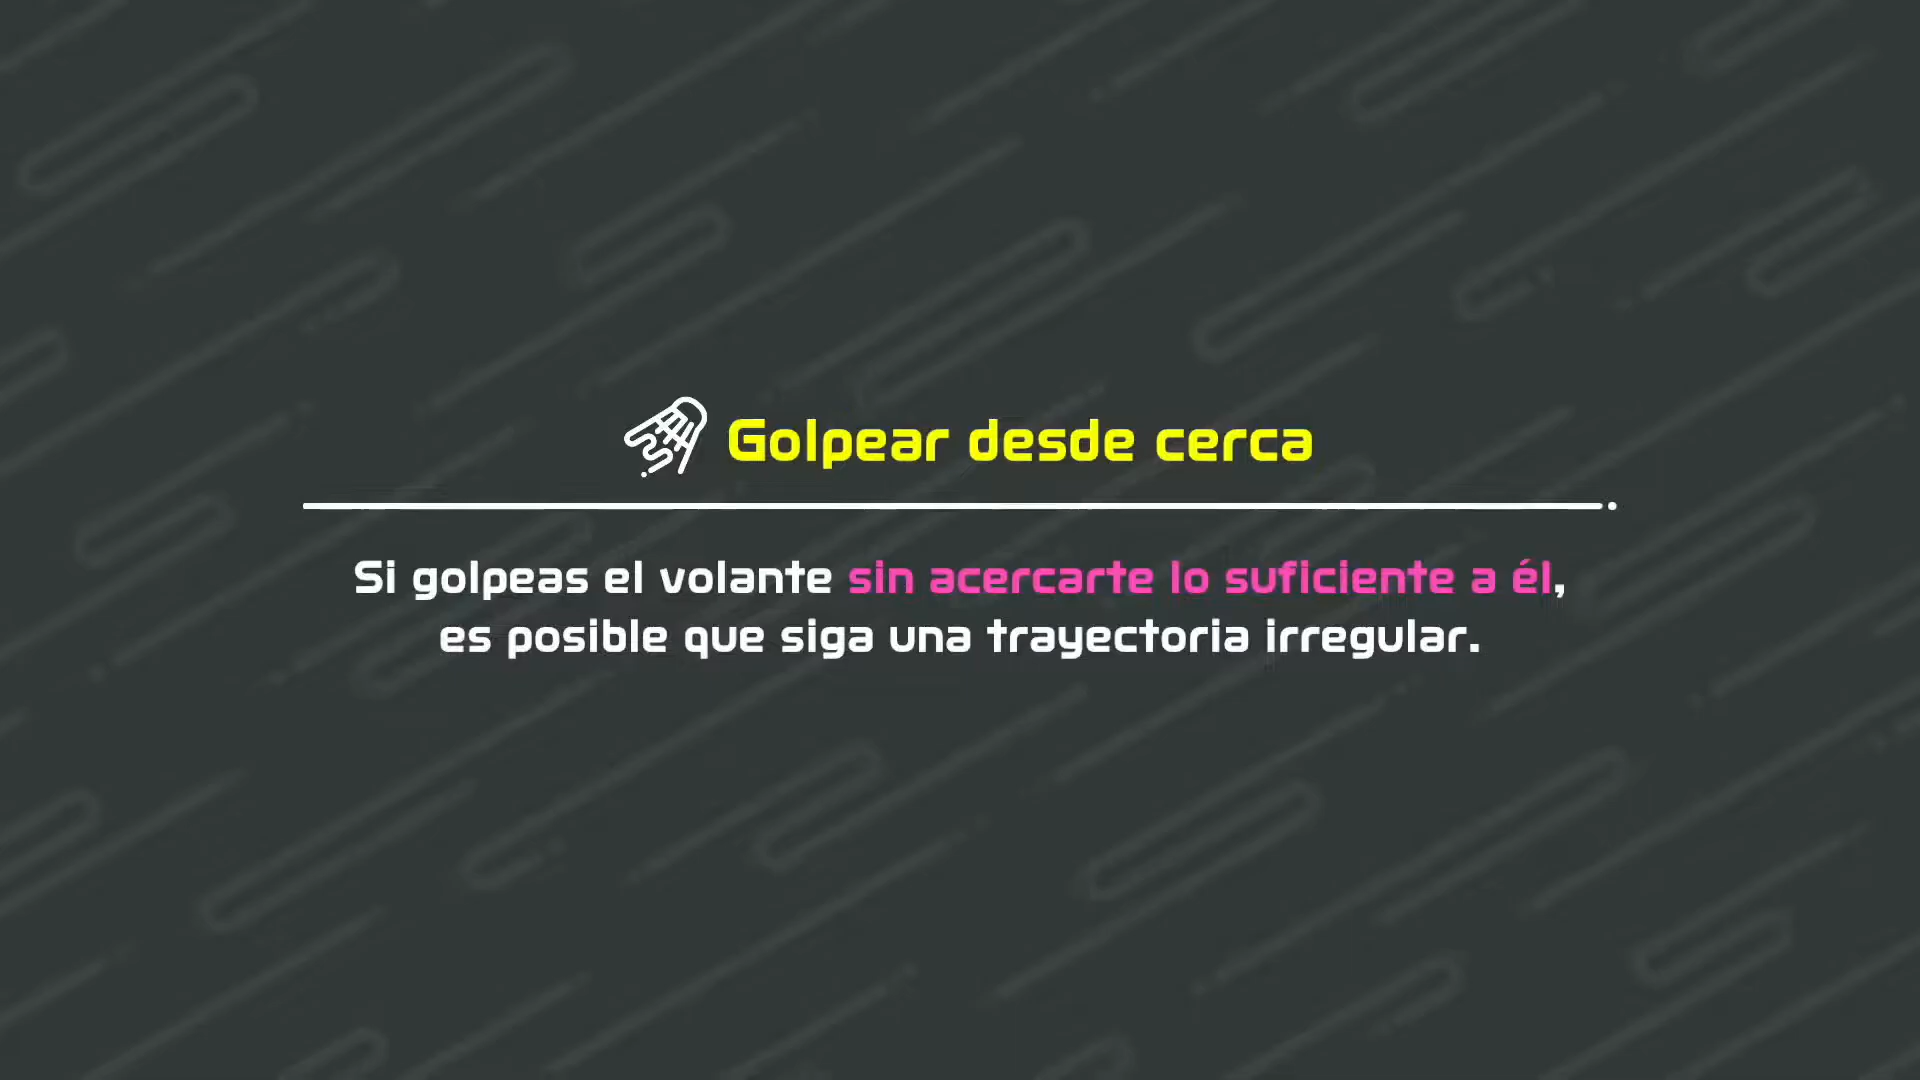 Golpear desde cerca
Si golpeas el volante sin acercarte lo suficiente a él,
es posible que siga una trayectoria irregular.